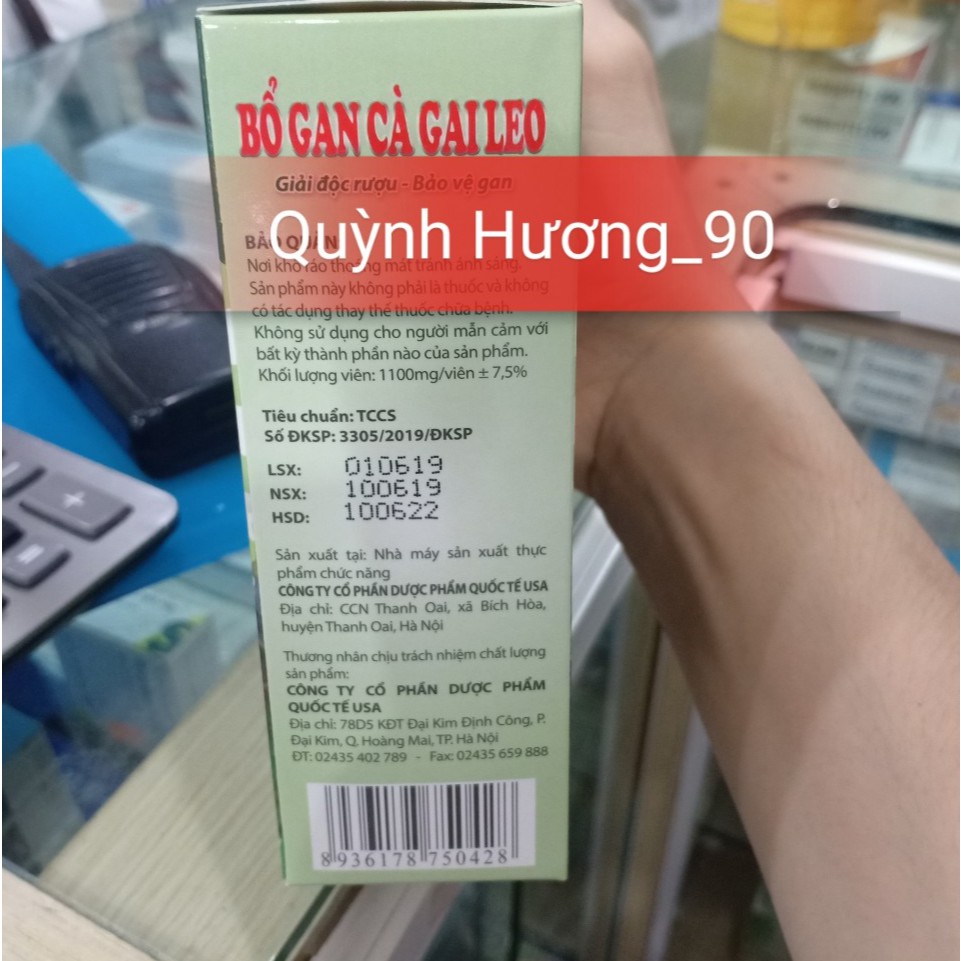 BỔ GAN CÀ GAI LEO
Giải độc rượu - Bảo vệ gan
Quỳnh Hương_90
BẢO QUẢN:
Nơi khô ráo thoáng mát tránh ánh sáng.
Sản phẩm này không phải là thuốc và không
có tác dụng thay thế thuốc chữa bệnh.
Không sử dụng cho người mẫn cảm với
bất kỳ thành phần nào của sản phẩm.
Khối lượng viên: 1100mg/viên ± 7,5%
Tiêu chuẩn: TCCS
Số ĐKSP: 3305/2019/ĐKSP
LSX: 010619
NSX: 100619
HSD: 100622
Sản xuất tại: Nhà máy sản xuất thực
phẩm chức năng
CÔNG TY CỔ PHẦN DƯỢC PHẨM QUỐC TẾ USA
Địa chỉ: CCN Thanh Oai, xã Bích Hòa,
huyện Thanh Oai, Hà Nội
Thương nhân chịu trách nhiệm chất lượng
sản phẩm:
CÔNG TY CỔ PHẦN DƯỢC PHẨM
QUỐC TẾ USA
Địa chỉ: 78D5 KĐT Đại Kim Định Công, P.
Đại Kim, Q. Hoàng Mai, TP. Hà Nội
ĐT: 02435 402 789 - Fax: 02435 659 888
8936178750428